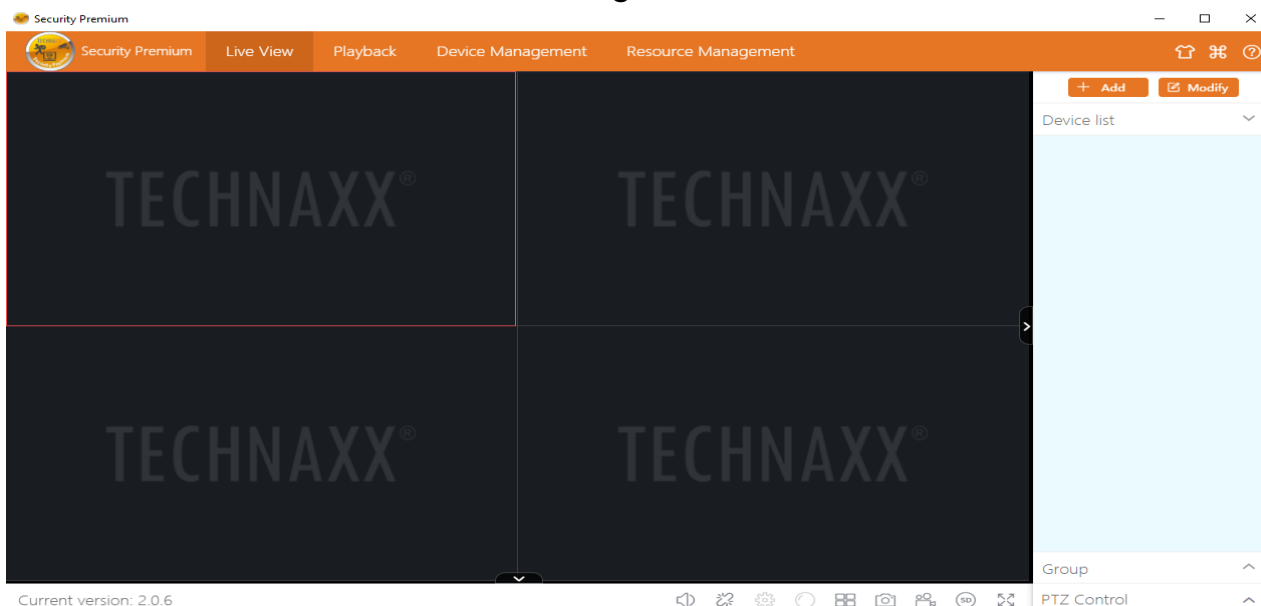 Security Premium
Security Premium Live View Playback Device Management Resource Management
+ Add Modify
Device list
TECHNAXX® TECHNAXX®
TECHNAXX® TECHNAXX®
Group
Current version: 2.0.6 SD PTZ Control